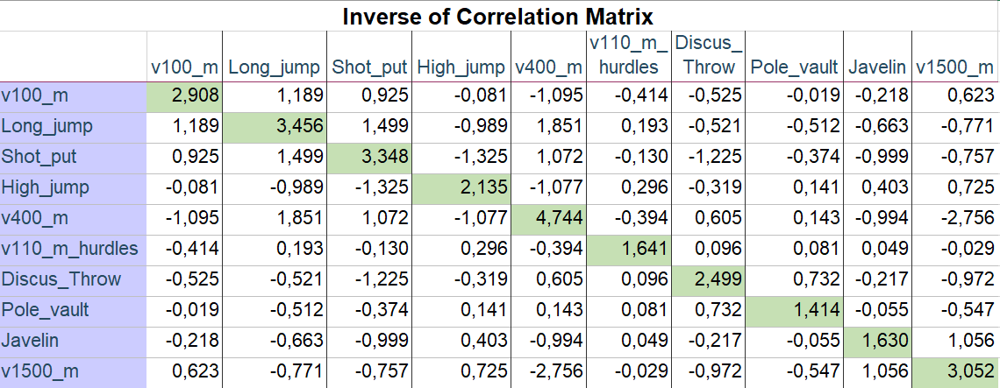 Inverse of Correlation Matrix
v100_m Long_jump Shot_put High_jump v400_m v110_m_hurdles Discus_Throw Pole_vault Javelin v1500_m
v100_m 2,908 1,189 0,925 -0,081 -1,095 -0,414 -0,525 -0,019 -0,218 0,623
Long_jump 1,189 3,456 1,499 -0,989 1,851 0,193 -0,521 -0,512 -0,663 -0,771
Shot_put 0,925 1,499 3,348 -1,325 1,072 -0,130 -1,225 -0,374 -0,999 -0,757
High_jump -0,081 -0,989 -1,325 2,135 -1,077 0,296 -0,319 0,141 0,403 0,725
v400_m -1,095 1,851 1,072 -1,077 4,744 -0,394 0,605 0,143 -0,994 -2,756
v110_m_hurdles -0,414 0,193 -0,130 0,296 -0,394 1,641 0,096 0,081 0,049 -0,029
Discus_Throw -0,525 -0,521 -1,225 -0,319 0,605 0,096 2,499 0,732 -0,217 -0,972
Pole_vault -0,019 -0,512 -0,374 0,141 0,143 0,081 0,732 1,414 -0,055 -0,547
Javelin -0,218 -0,663 -0,999 0,403 -0,994 0,049 -0,217 -0,055 1,630 1,056
v1500_m 0,623 -0,771 -0,757 0,725 -2,756 -0,029 -0,972 -0,547 1,056 3,052